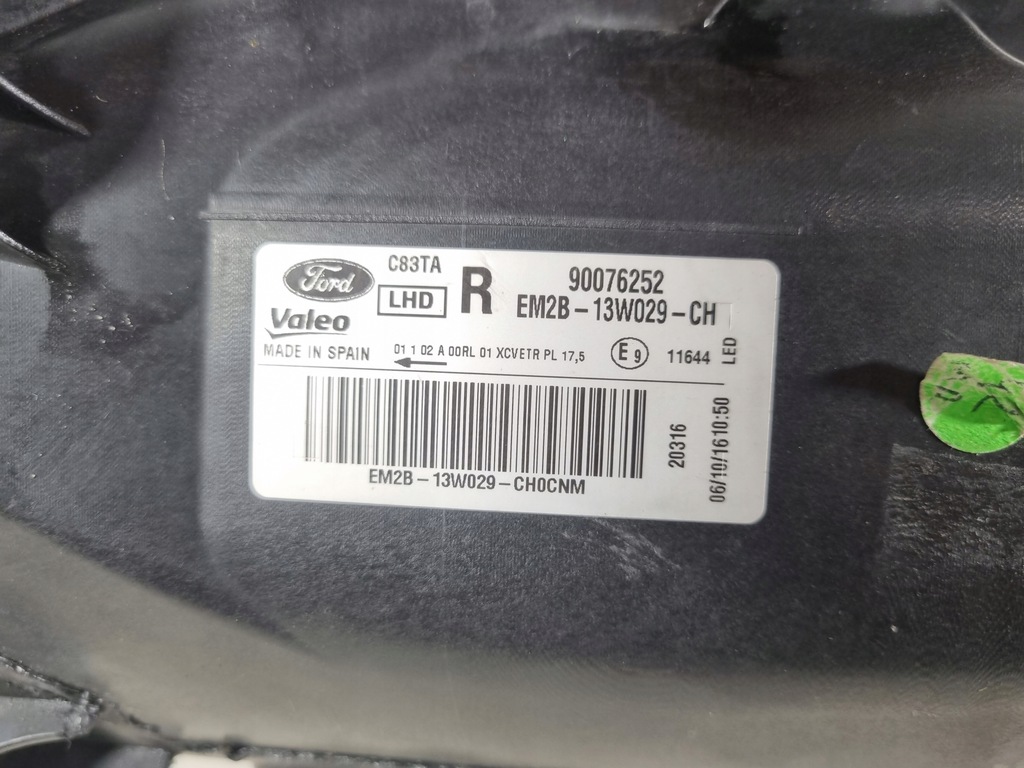 Ford
C83TA
LHD
R
90076252
EM2B-13W029-CH
Valeo
MADE IN SPAIN
01 1 02 A 00RL 01 XCVETR PL 17,5
E9
11644
LED
20316
06/10/16 10:50
EM2B-13W029-CH0CNM